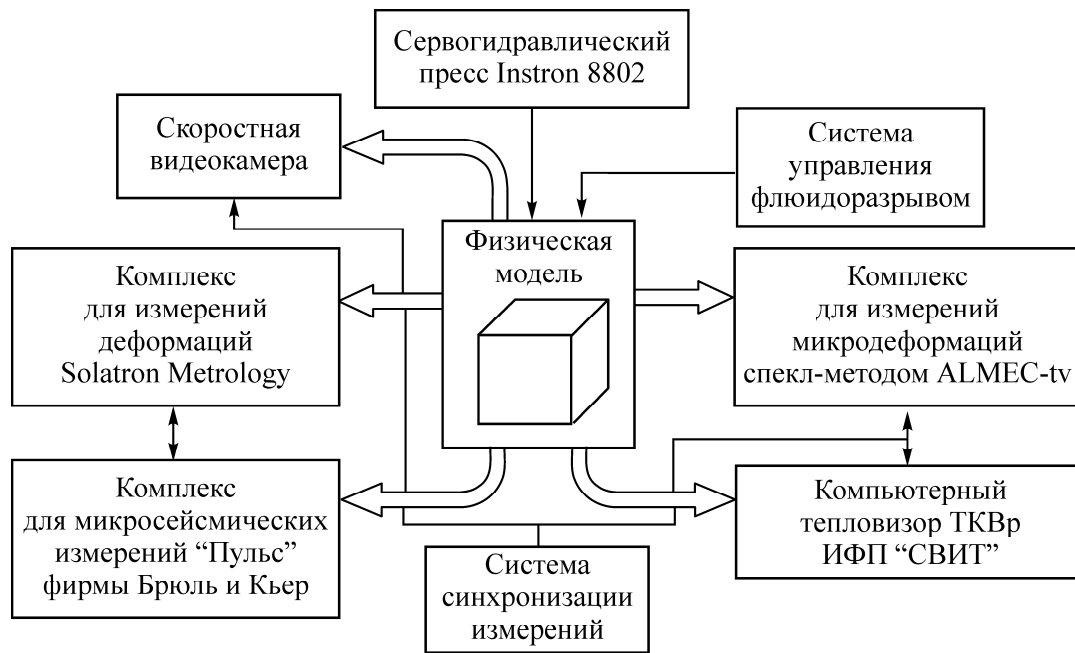 Сервогидравлический
пресс Instron 8802
Скоростная
видеокамера
Система
управления
флюидоразрывом
Физическая
модель
Комплекс
для измерений
деформаций
Solatron Metrology
Комплекс
для измерений
микродеформаций
спекл-методом ALMEC-tv
Комплекс
для микросейсмических
измерений “Пульс”
фирмы Брюль и Кьер
Система
синхронизации
измерений
Компьютерный
тепловизор ТКВр
ИФП “СВИТ”